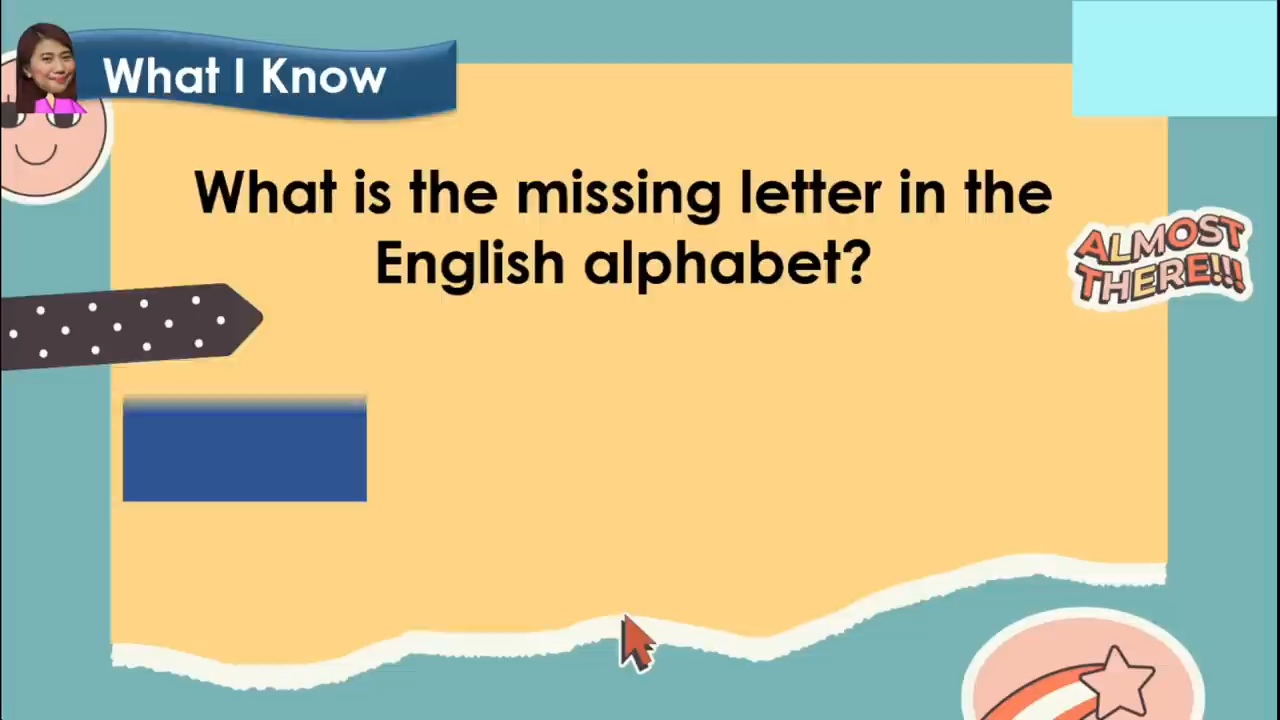 What I Know
What is the missing letter in the
English alphabet?
ALMOST
THERE!!!